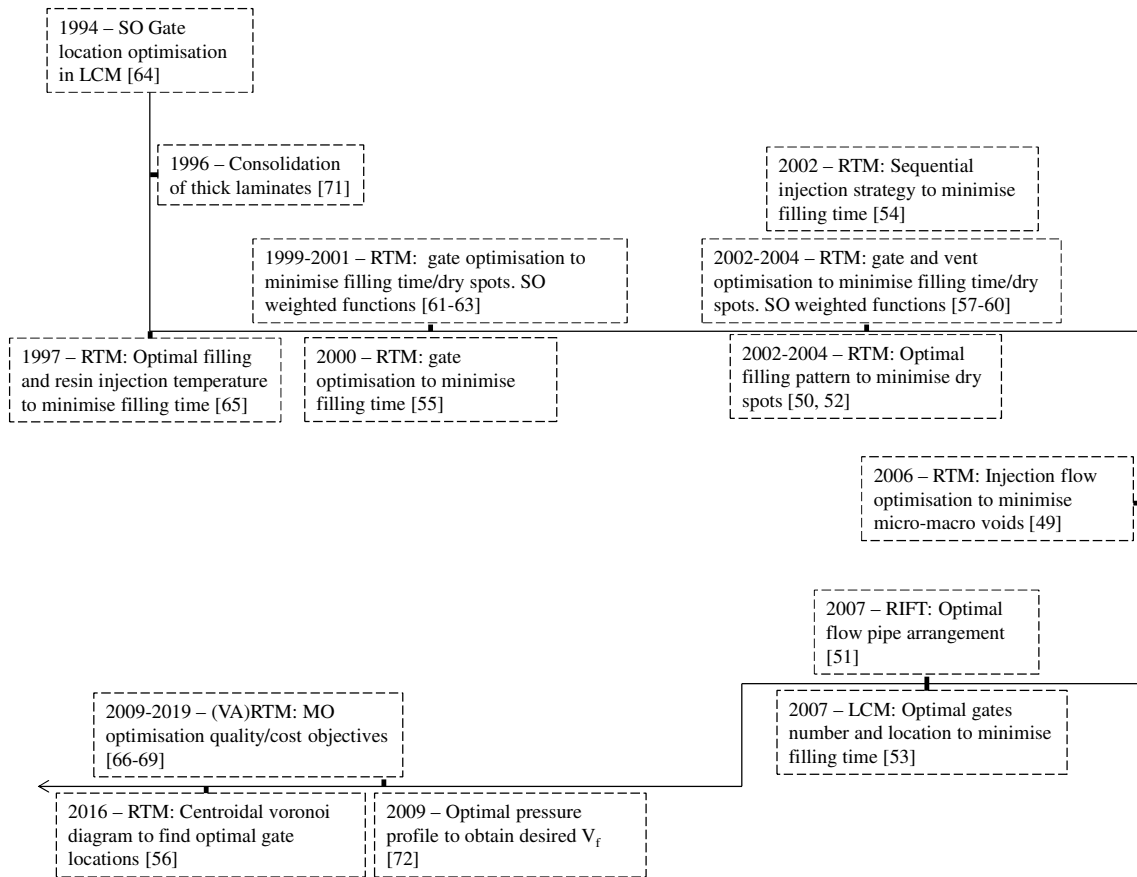 1994 – SO Gate
location optimisation
in LCM [64]
1996 – Consolidation
of thick laminates [71]
2002 – RTM: Sequential
injection strategy to minimise
filling time [54]
1999-2001 – RTM: gate optimisation to
minimise filling time/dry spots. SO
weighted functions [61-63]
2002-2004 – RTM: gate and vent
optimisation to minimise filling time/dry
spots. SO weighted functions [57-60]
1997 – RTM: Optimal filling
and resin injection temperature
to minimise filling time [65]
2000 – RTM: gate
optimisation to minimise
filling time [55]
2002-2004 – RTM: Optimal
filling pattern to minimise dry
spots [50, 52]
2006 – RTM: Injection flow
optimisation to minimise
micro-macro voids [49]
2007 – RIFT: Optimal
flow pipe arrangement
[51]
2007 – LCM: Optimal gates
number and location to minimise
filling time [53]
2009-2019 – (VA)RTM: MO
optimisation quality/cost objectives
[66-69]
2016 – RTM: Centroidal voronoi
diagram to find optimal gate
locations [56]
2009 – Optimal pressure
profile to obtain desired V_f
[72]